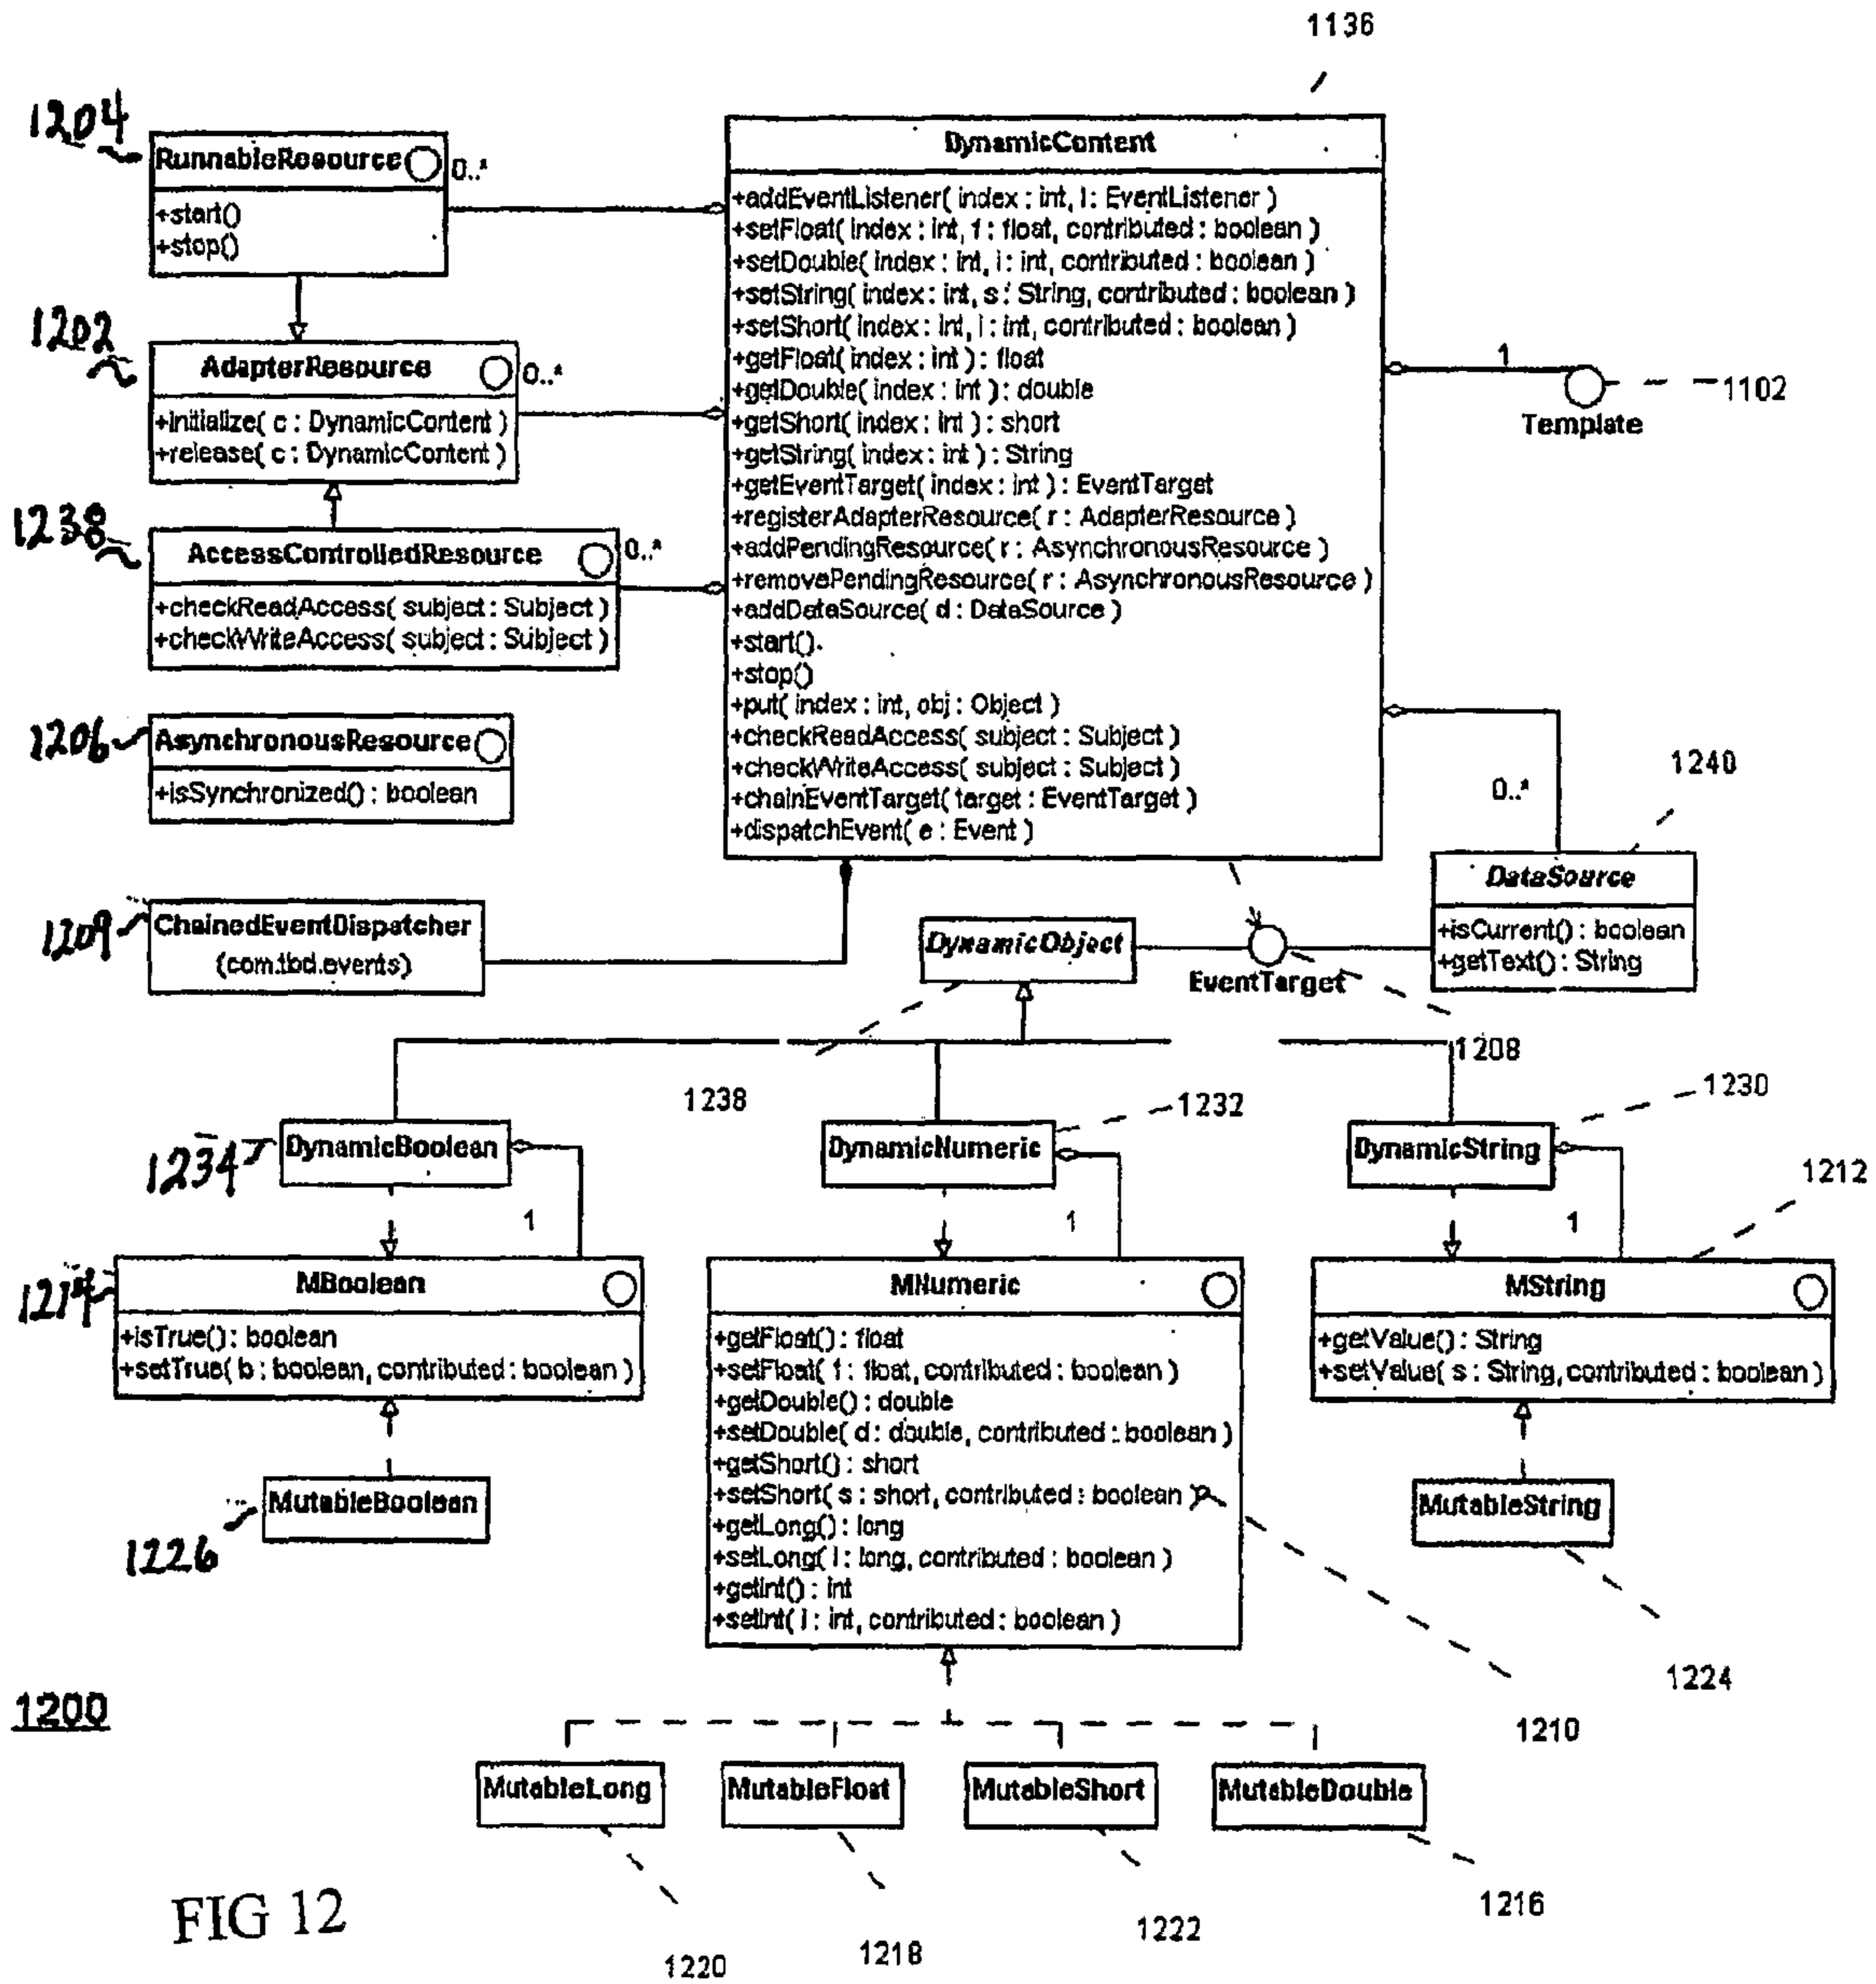 1136
1204
RunnableResource
0..*
+start()
+stop()
1202
AdapterResource
0..*
+initialize( c : DynamicContent )
+release( c : DynamicContent )
1238
AccessControlledResource
0..*
+checkReadAccess( subject : Subject )
+checkWriteAccess( subject : Subject )
1206
AsynchronousResource
+isSynchronized() : boolean
1209
ChainedEventDispatcher
(com.tbd.events)
DynamicContent
+addEventListener( index : int, l : EventListener )
+setFloat( index : int, f : float, contributed : boolean )
+setDouble( index : int, i : int, contributed : boolean )
+setString( index : int, s : String, contributed : boolean )
+setShort( index : int, i : int, contributed : boolean )
+getFloat( index : int ) : float
+getDouble( index : int ) : double
+getShort( index : int ) : short
+getString( index : int ) : String
+getEventTarget( index : int ) : EventTarget
+registerAdapterResource( r : AdapterResource )
+addPendingResource( r : AsynchronousResource )
+removePendingResource( r : AsynchronousResource )
+addDataSource( d : DataSource )
+start()
+stop()
+put( index : int, obj : Object )
+checkReadAccess( subject : Subject )
+checkWriteAccess( subject : Subject )
+chainEventTarget( target : EventTarget )
+dispatchEvent( e : Event )
1
1102
Template
1240
0..*
DataSource
+isCurrent() : boolean
+getText() : String
DynamicObject
EventTarget
1208
1238
1234
DynamicBoolean
1
1232
DynamicNumeric
1
1230
DynamicString
1
1212
1214
MBoolean
+isTrue() : boolean
+setTrue( b : boolean, contributed : boolean )
MNumeric
+getFloat() : float
+setFloat( f : float, contributed : boolean )
+getDouble() : double
+setDouble( d : double, contributed : boolean )
+getShort() : short
+setShort( s : short, contributed : boolean )
+getLong() : long
+setLong( l : long, contributed : boolean )
+getInt() : int
+setInt( i : int, contributed : boolean )
MString
+getValue() : String
+setValue( s : String, contributed : boolean )
MutableBoolean
1226
MutableString
1224
1210
1200
MutableLong
MutableFloat
MutableShort
MutableDouble
1220
1218
1222
1216
FIG 12